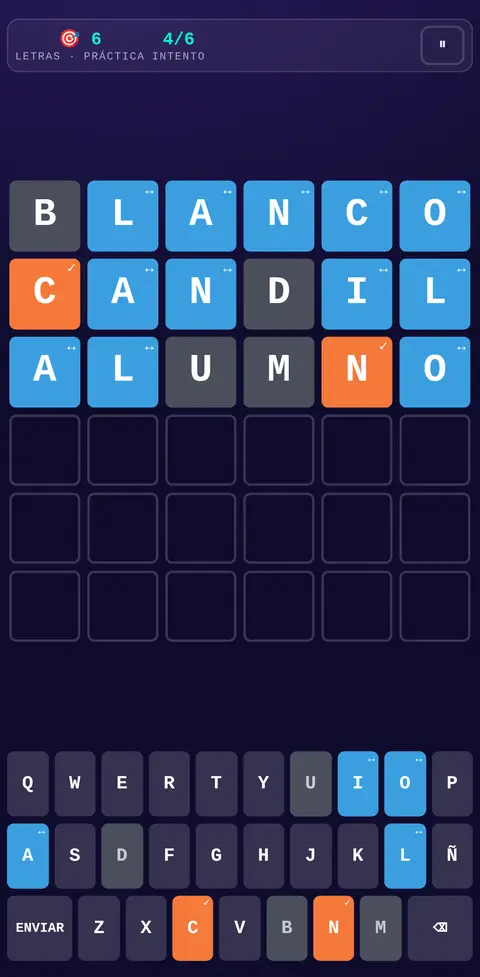 🎯 6 4/6
LETRAS · PRÁCTICA INTENTO
⏸
B L↔ A↔ N↔ C↔ O↔
C✓ A↔ N↔ D I↔ L↔
A↔ L↔ U M N✓ O↔
Q W E R T Y U I↔ O↔ P
A↔ S D F G H J K L↔ Ñ
ENVIAR Z X C✓ V B N✓ M ⌫